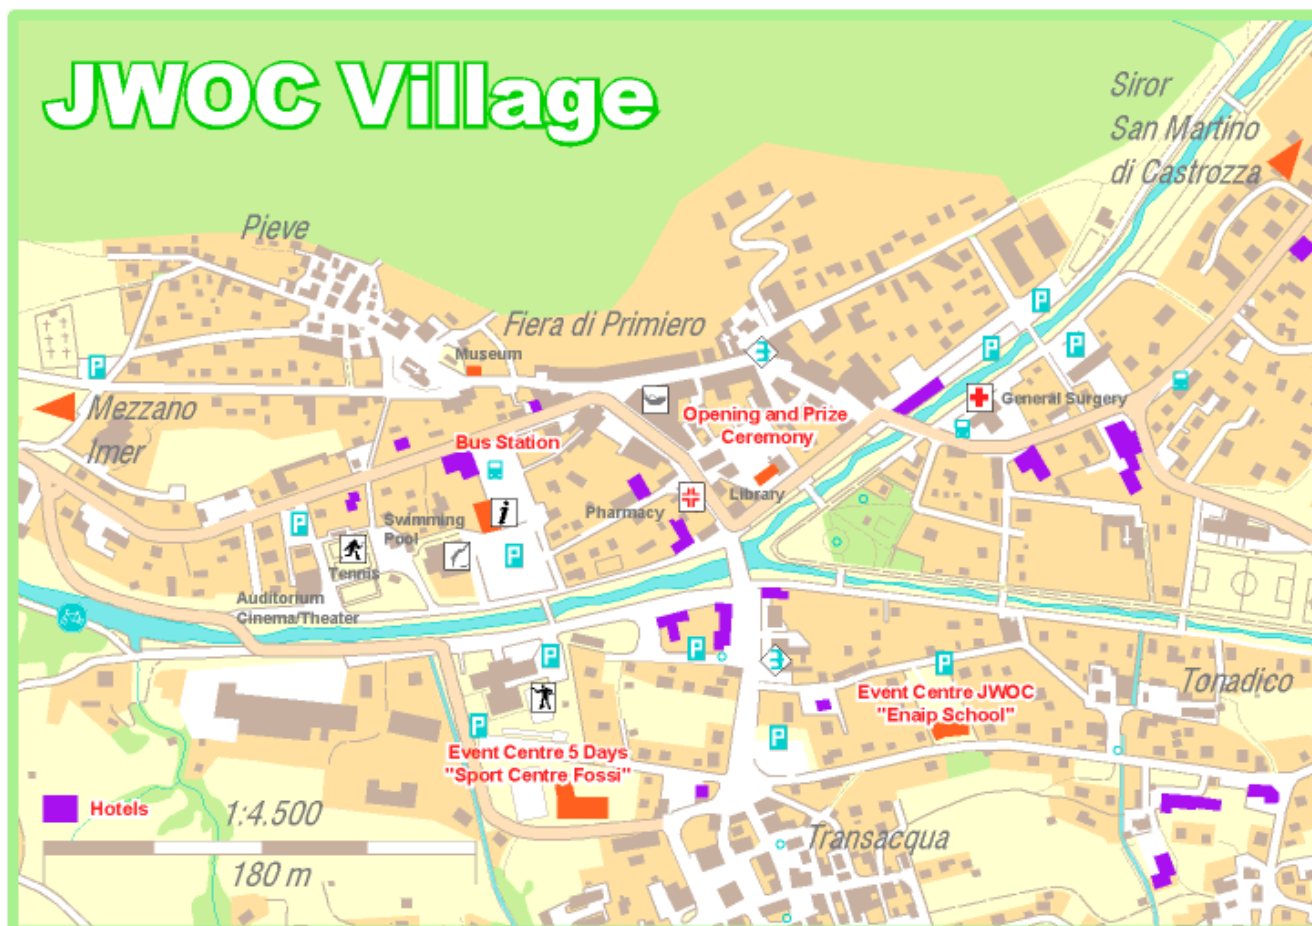 JWOC Village
Siror
San Martino
di Castrozza
Pieve
Fiera di Primiero
Museum
Mezzano
Imer
Bus Station
Opening and Prize
Ceremony
General Surgery
Library
Pharmacy
i
Swimming
Pool
Tennis
Auditorium
Cinema/Theater
P
P
P
P
P
P
P
P
P
P
P
Tonadico
Event Centre JWOC
"Enaip School"
Event Centre 5 Days
"Sport Centre Fossi"
Hotels
1:4.500
180 m
Transacqua